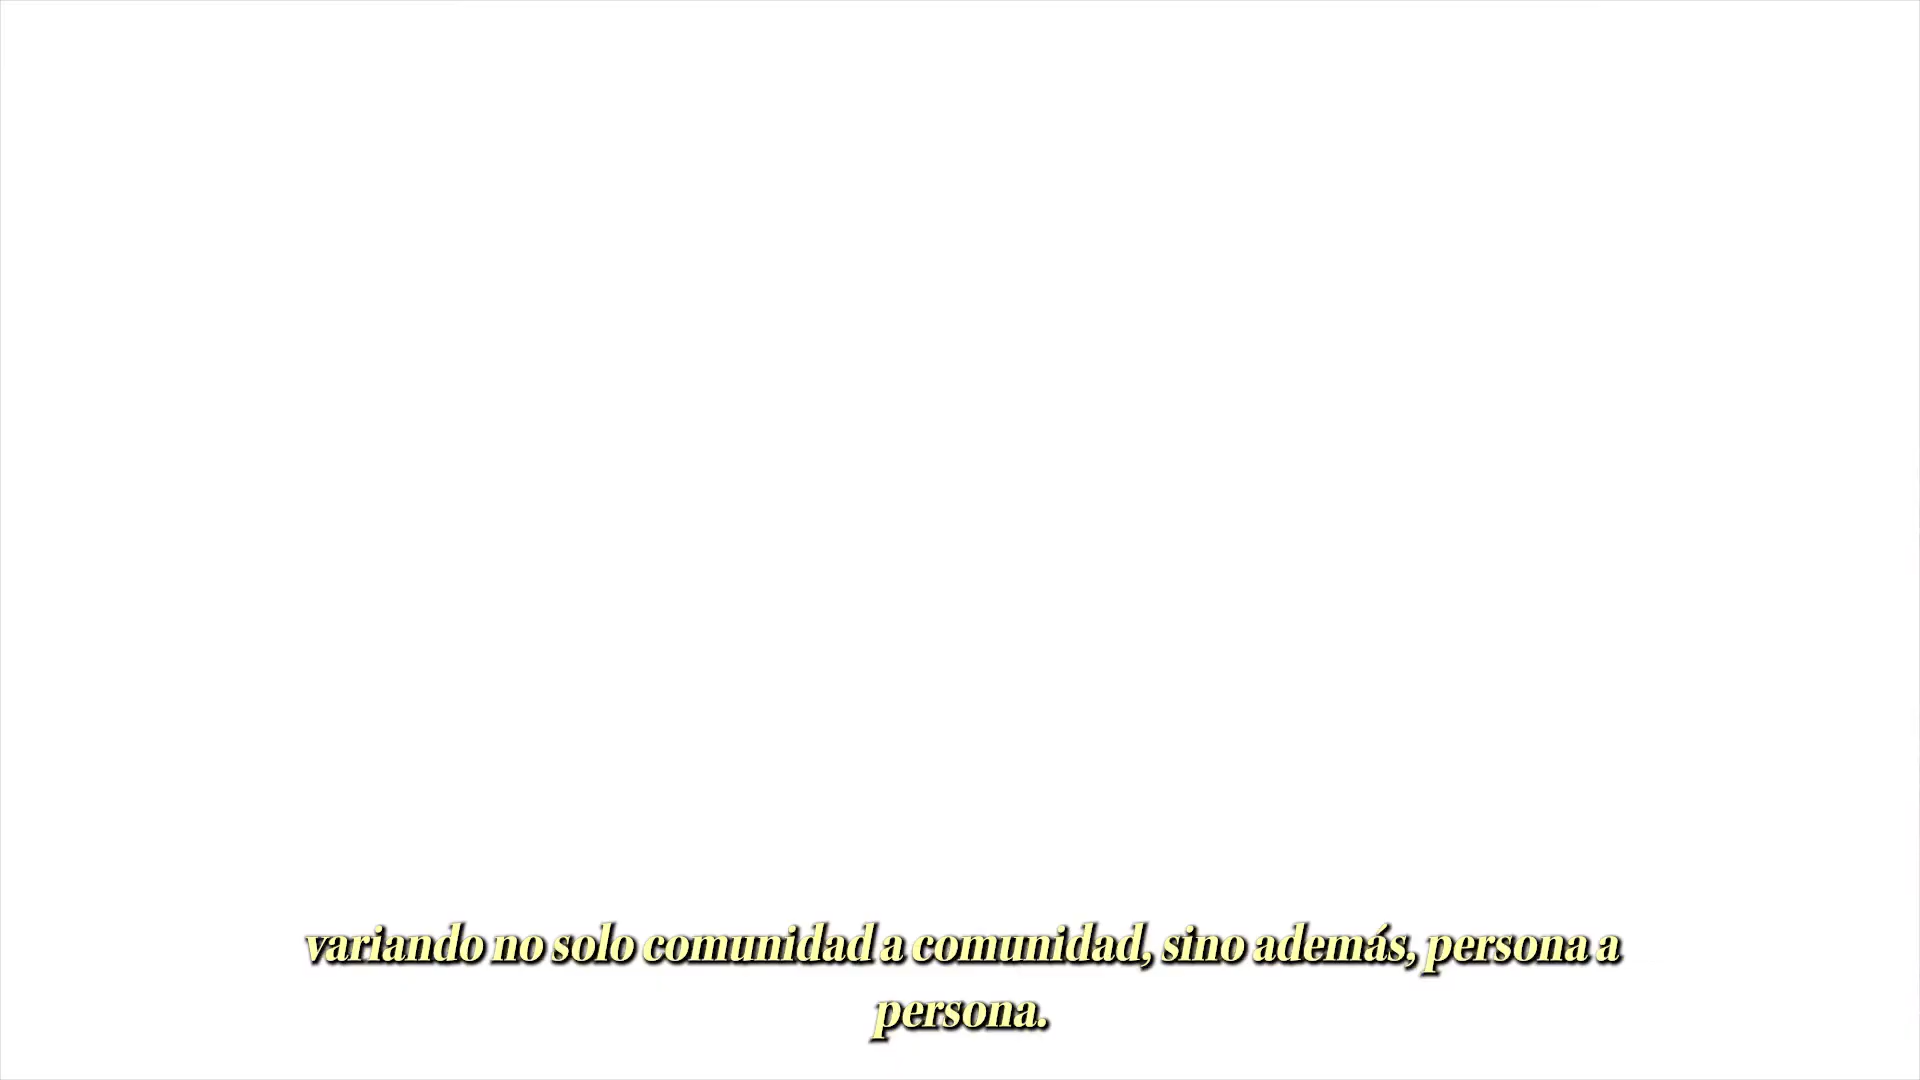 variando no solo comunidad a comunidad, sino además, persona a
persona.